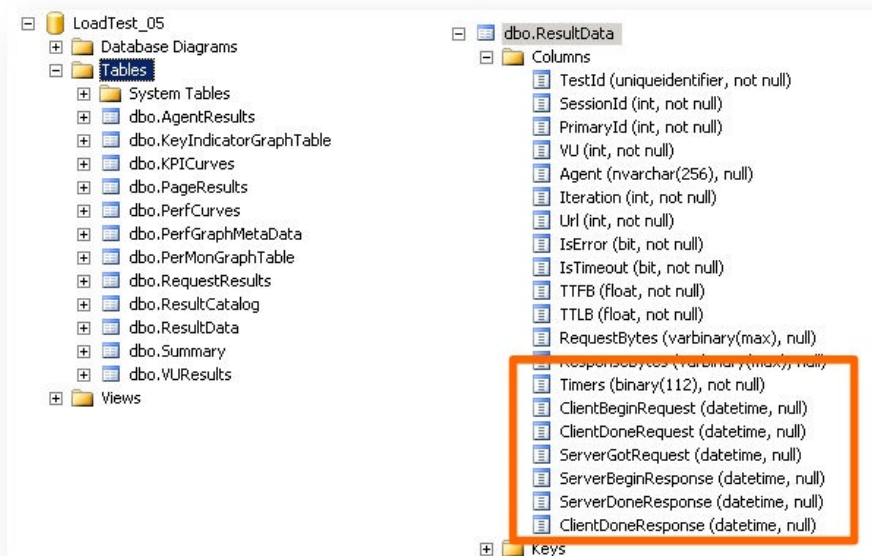 LoadTest_05
Database Diagrams
Tables
System Tables
dbo.AgentResults
dbo.KeyIndicatorGraphTable
dbo.KPICurves
dbo.PageResults
dbo.PerfCurves
dbo.PerfGraphMetaData
dbo.PerMonGraphTable
dbo.RequestResults
dbo.ResultCatalog
dbo.ResultData
dbo.Summary
dbo.VUResults
Views
dbo.ResultData
Columns
TestId (uniqueidentifier, not null)
SessionId (int, not null)
PrimaryId (int, not null)
VU (int, not null)
Agent (nvarchar(256), null)
Iteration (int, not null)
Url (int, not null)
IsError (bit, not null)
IsTimeout (bit, not null)
TTFB (float, not null)
TTLB (float, not null)
RequestBytes (varbinary(max), null)
ResponseBytes (varbinary(max), null)
Timers (binary(112), not null)
ClientBeginRequest (datetime, null)
ClientDoneRequest (datetime, null)
ServerGotRequest (datetime, null)
ServerBeginResponse (datetime, null)
ServerDoneResponse (datetime, null)
ClientDoneResponse (datetime, null)
Keys